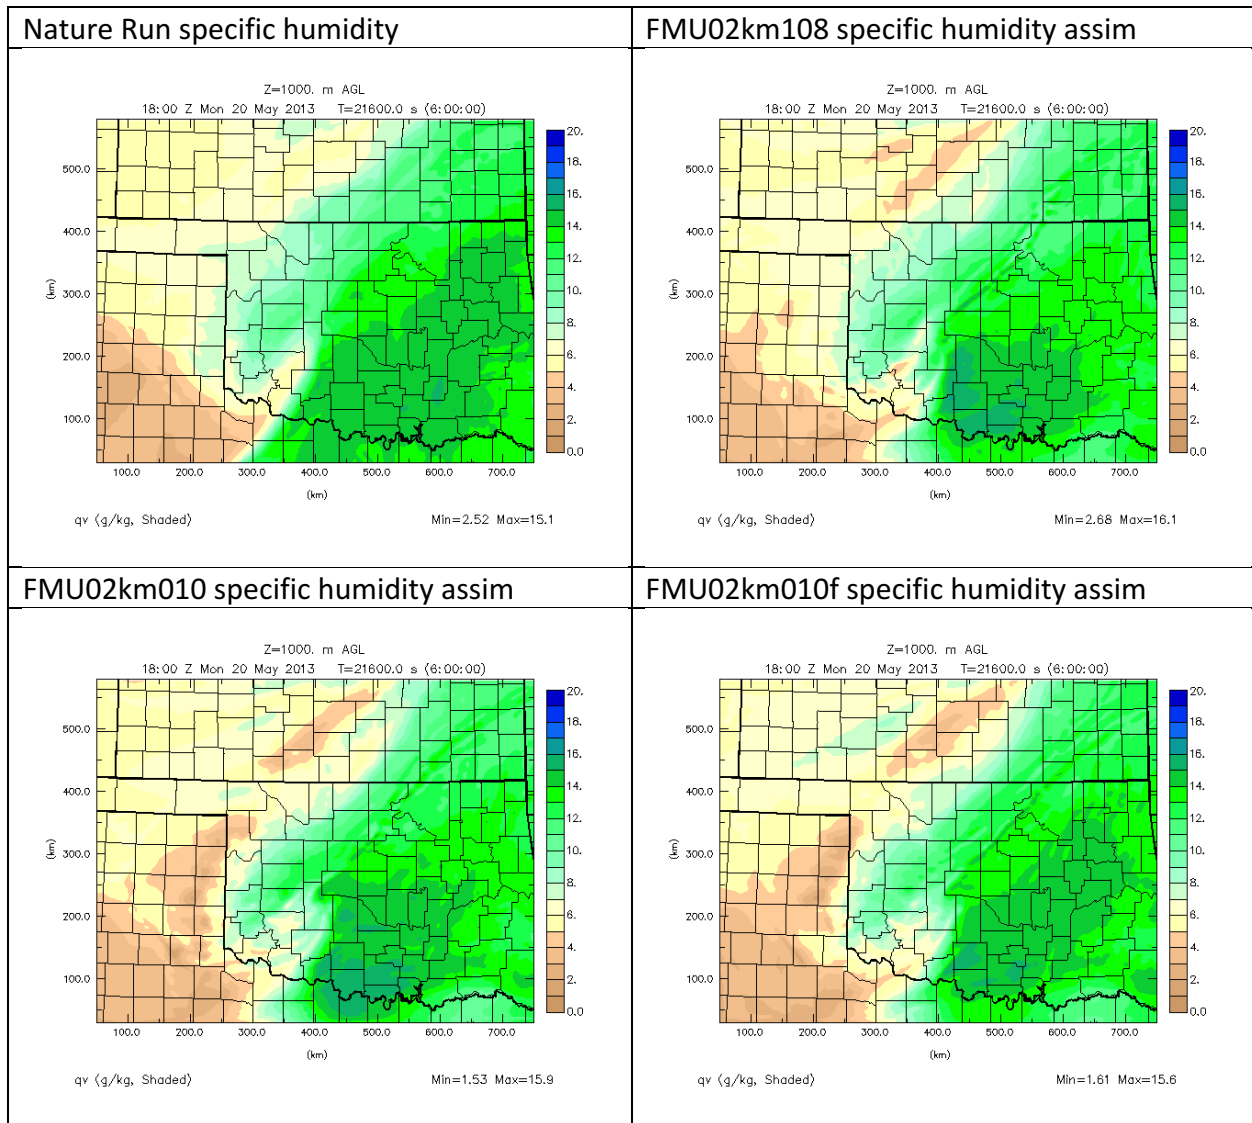 Nature Run specific humidity
Z=1000. m AGL
18:00 Z Mon 20 May 2013 T=21600.0 s (6:00:00)
20.
18.
16.
14.
12.
10.
8.
6.
4.
2.
0.0
500.0
400.0
300.0
200.0
100.0
(km)
100.0 200.0 300.0 400.0 500.0 600.0 700.0
(km)
qv (g/kg, Shaded) Min=2.52 Max=15.1
FMU02km108 specific humidity assim
Z=1000. m AGL
18:00 Z Mon 20 May 2013 T=21600.0 s (6:00:00)
20.
18.
16.
14.
12.
10.
8.
6.
4.
2.
0.0
500.0
400.0
300.0
200.0
100.0
(km)
100.0 200.0 300.0 400.0 500.0 600.0 700.0
(km)
qv (g/kg, Shaded) Min=2.68 Max=16.1
FMU02km010 specific humidity assim
Z=1000. m AGL
18:00 Z Mon 20 May 2013 T=21600.0 s (6:00:00)
20.
18.
16.
14.
12.
10.
8.
6.
4.
2.
0.0
500.0
400.0
300.0
200.0
100.0
(km)
100.0 200.0 300.0 400.0 500.0 600.0 700.0
(km)
qv (g/kg, Shaded) Min=1.53 Max=15.9
FMU02km010f specific humidity assim
Z=1000. m AGL
18:00 Z Mon 20 May 2013 T=21600.0 s (6:00:00)
20.
18.
16.
14.
12.
10.
8.
6.
4.
2.
0.0
500.0
400.0
300.0
200.0
100.0
(km)
100.0 200.0 300.0 400.0 500.0 600.0 700.0
(km)
qv (g/kg, Shaded) Min=1.61 Max=15.6